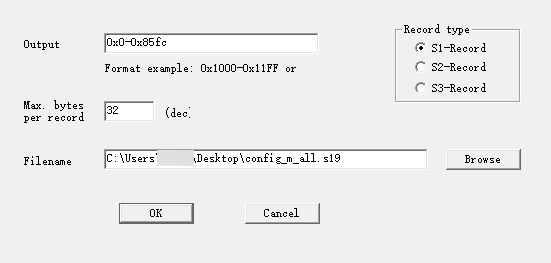 Record type
Output
0x0-0x85fc
S1-Record
Format example: 0x1000-0x11FF or
S2-Record
S3-Record
Max. bytes
per record
32
(dec
Filename
C:\Users\
\Desktop\config_m_all.s19
Browse
OK
Cancel